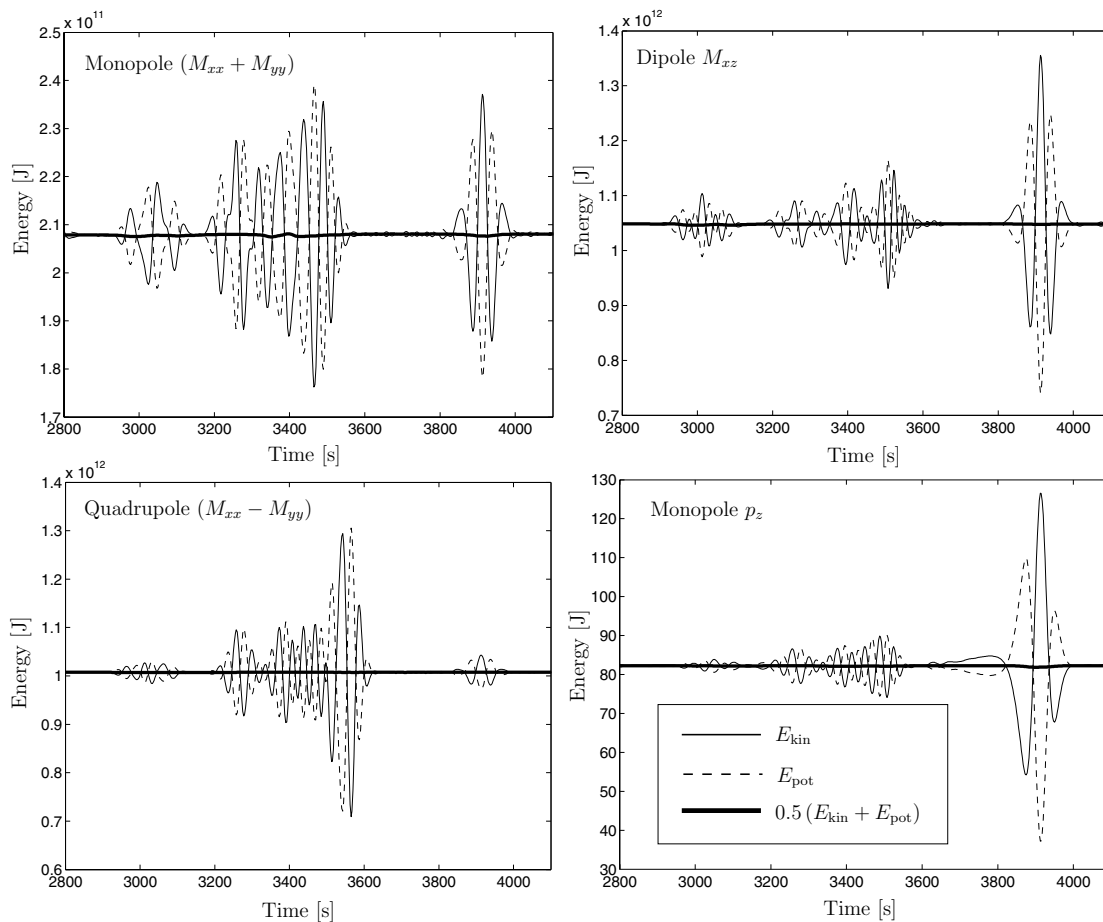 x 10^11
Monopole (M_xx + M_yy)
2.5
2.4
2.3
2.2
2.1
2
1.9
1.8
1.7
Energy [J]
2800 3000 3200 3400 3600 3800 4000
Time [s]
x 10^12
Dipole M_xz
1.4
1.3
1.2
1.1
1
0.9
0.8
0.7
Energy [J]
2800 3000 3200 3400 3600 3800 4000
Time [s]
x 10^12
Quadrupole (M_xx − M_yy)
1.4
1.3
1.2
1.1
1
0.9
0.8
0.7
0.6
Energy [J]
2800 3000 3200 3400 3600 3800 4000
Time [s]
Monopole p_z
130
120
110
100
90
80
70
60
50
40
30
Energy [J]
E_kin
E_pot
0.5 (E_kin + E_pot)
2800 3000 3200 3400 3600 3800 4000
Time [s]